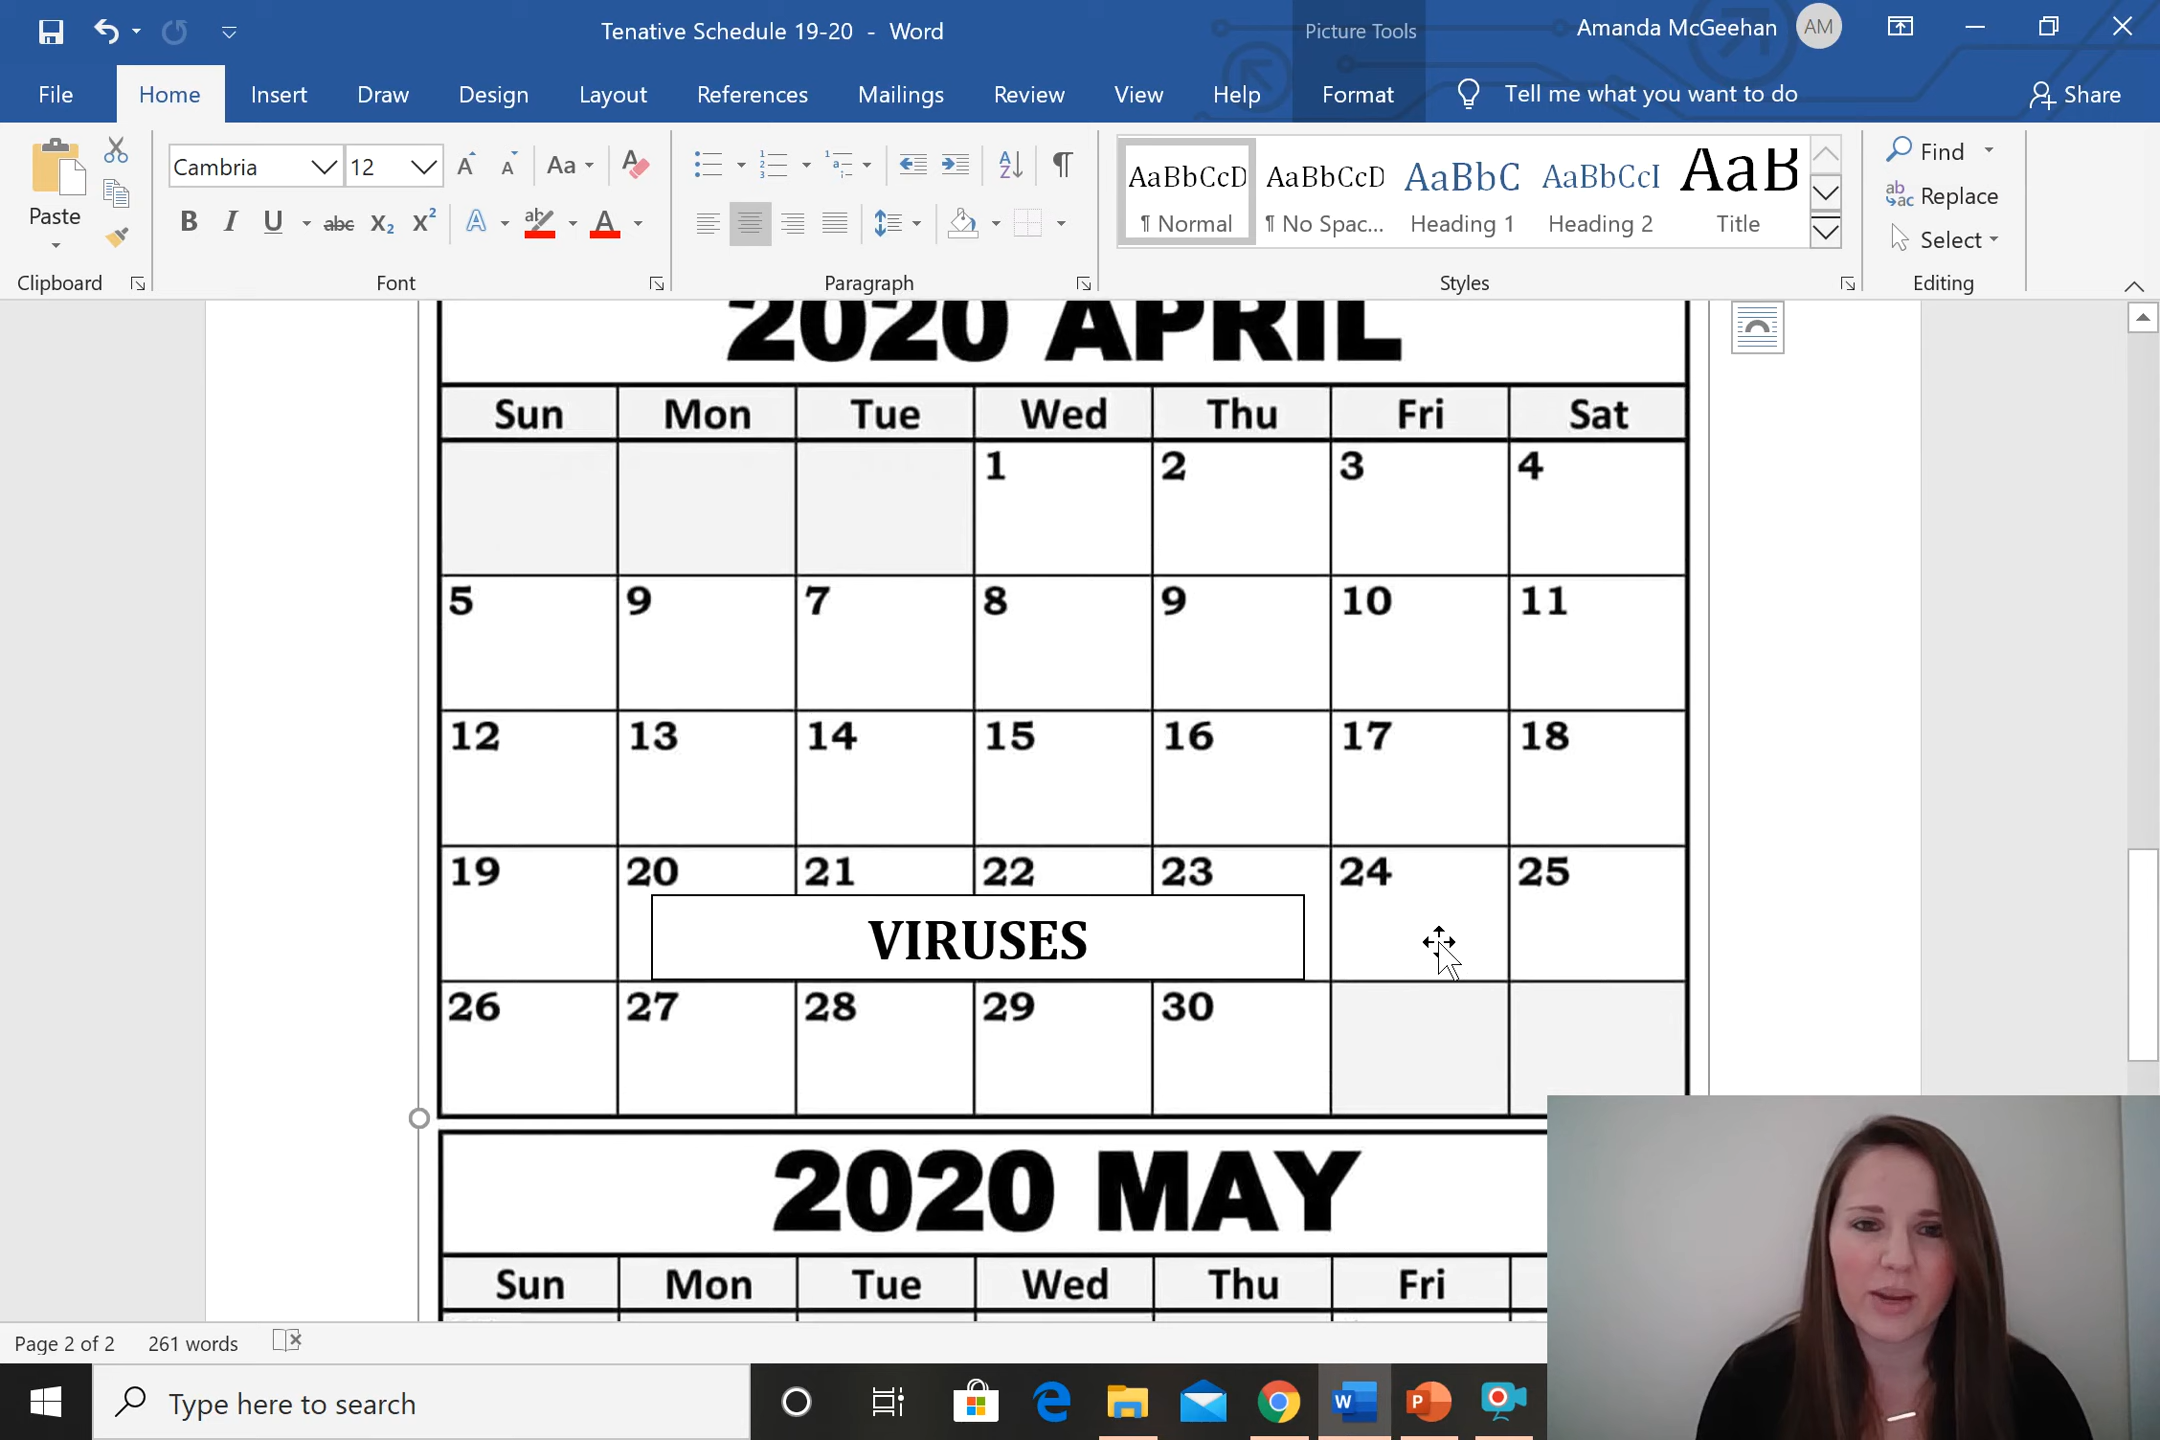 Tenative Schedule 19-20 - Word
Picture Tools
Amanda McGeehan
AM
File
Home
Insert
Draw
Design
Layout
References
Mailings
Review
View
Help
Format
Tell me what you want to do
Share
Paste
Cambria
12
Aa
B I U abc X₂ X²
Clipboard
Font
Paragraph
AaBbCcD AaBbCcD AaBbC AaBbCcI AaB
¶ Normal ¶ No Spac... Heading 1 Heading 2 Title
Styles
Find
Replace
Select
Editing
2020 APRIL
Sun Mon Tue Wed Thu Fri Sat
1 2 3 4
5 9 7 8 9 10 11
12 13 14 15 16 17 18
19 20 21 22 23 24 25
VIRUSES
26 27 28 29 30
2020 MAY
Sun Mon Tue Wed Thu Fri
Page 2 of 2 261 words
Type here to search